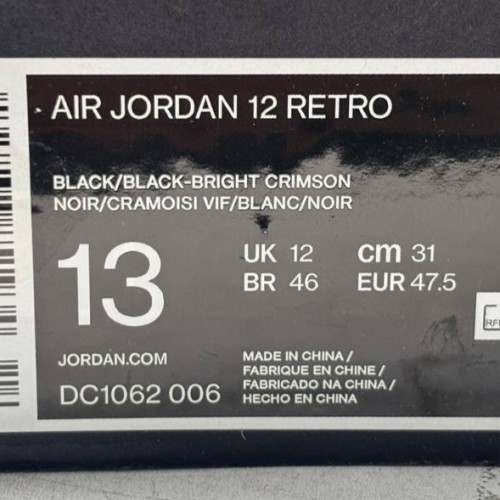 AIR JORDAN 12 RETRO
BLACK/BLACK-BRIGHT CRIMSON
NOIR/CRAMOISI VIF/BLANC/NOIR
13
UK 12 cm 31
BR 46 EUR 47.5
JORDAN.COM
DC1062 006
MADE IN CHINA /
FABRIQUE EN CHINE /
FABRICADO NA CHINA /
HECHO EN CHINA